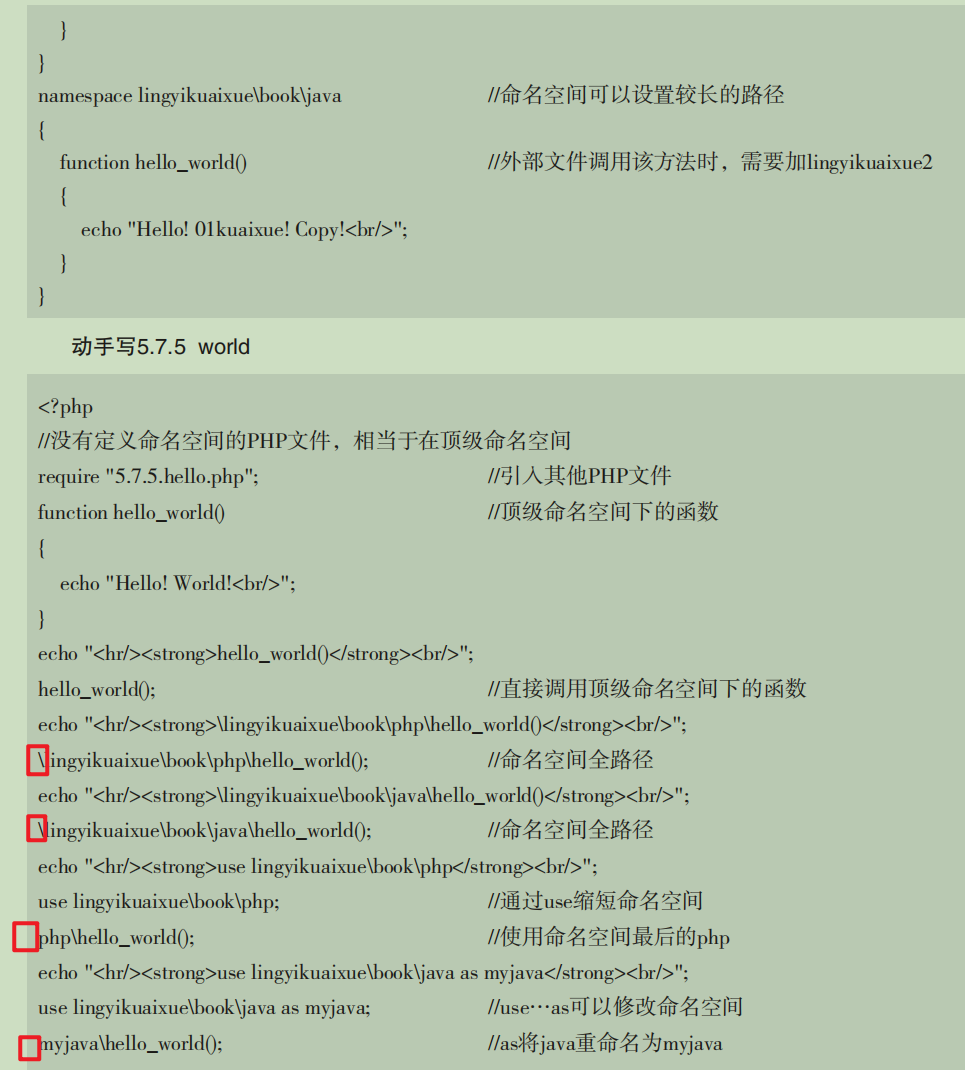 }
}
namespace lingyikuaixue\book\java //命名空间可以设置较长的路径
{
function hello_world() //外部文件调用该方法时，需要加lingyikuaixue2
{
echo "Hello! 01kuaixue! Copy!<br/>";
}
}
动手写5.7.5 world
<?php
//没有定义命名空间的PHP文件，相当于在顶级命名空间
require "5.7.5.hello.php"; //引入其他PHP文件
function hello_world() //顶级命名空间下的函数
{
echo "Hello! World!<br/>";
}
echo "<hr/><strong>hello_world()</strong><br/>";
hello_world(); //直接调用顶级命名空间下的函数
echo "<hr/><strong>\lingyikuaixue\book\php\hello_world()</strong><br/>";
\lingyikuaixue\book\php\hello_world(); //命名空间全路径
echo "<hr/><strong>\lingyikuaixue\book\java\hello_world()</strong><br/>";
\lingyikuaixue\book\java\hello_world(); //命名空间全路径
echo "<hr/><strong>use lingyikuaixue\book\php</strong><br/>";
use lingyikuaixue\book\php; //通过use缩短命名空间
php\hello_world(); //使用命名空间最后的php
echo "<hr/><strong>use lingyikuaixue\book\java as myjava</strong><br/>";
use lingyikuaixue\book\java as myjava; //use…as可以修改命名空间
myjava\hello_world(); //as将java重命名为myjava